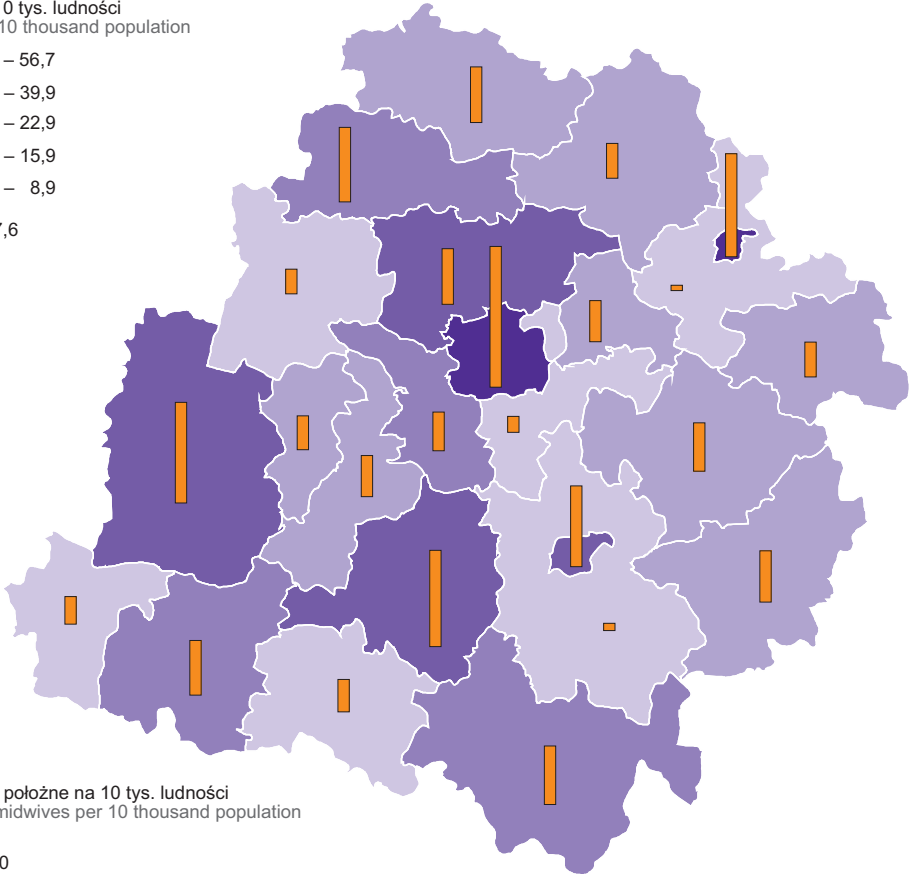 0 tys. ludności
10 thousand population
– 56,7
– 39,9
– 22,9
– 15,9
– 8,9
7,6
położne na 10 tys. ludności
midwives per 10 thousand population
0